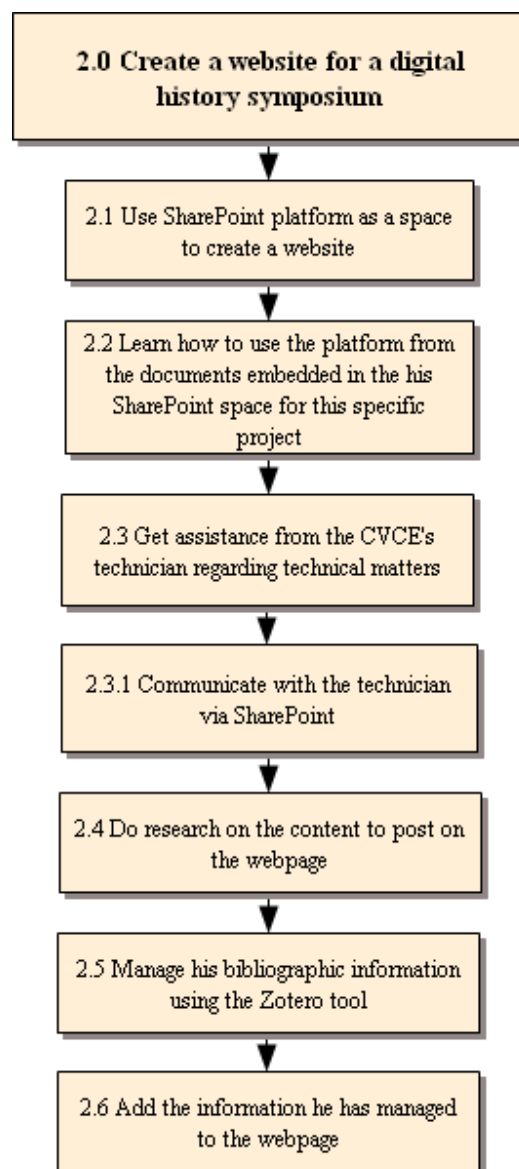 2.0 Create a website for a digital
history symposium
2.1 Use SharePoint platform as a space
to create a website
2.2 Learn how to use the platform from
the documents embedded in the his
SharePoint space for this specific
project
2.3 Get assistance from the CVCE's
technician regarding technical matters
2.3.1 Communicate with the technician
via SharePoint
2.4 Do research on the content to post on
the webpage
2.5 Manage his bibliographic information
using the Zotero tool
2.6 Add the information he has managed
to the webpage